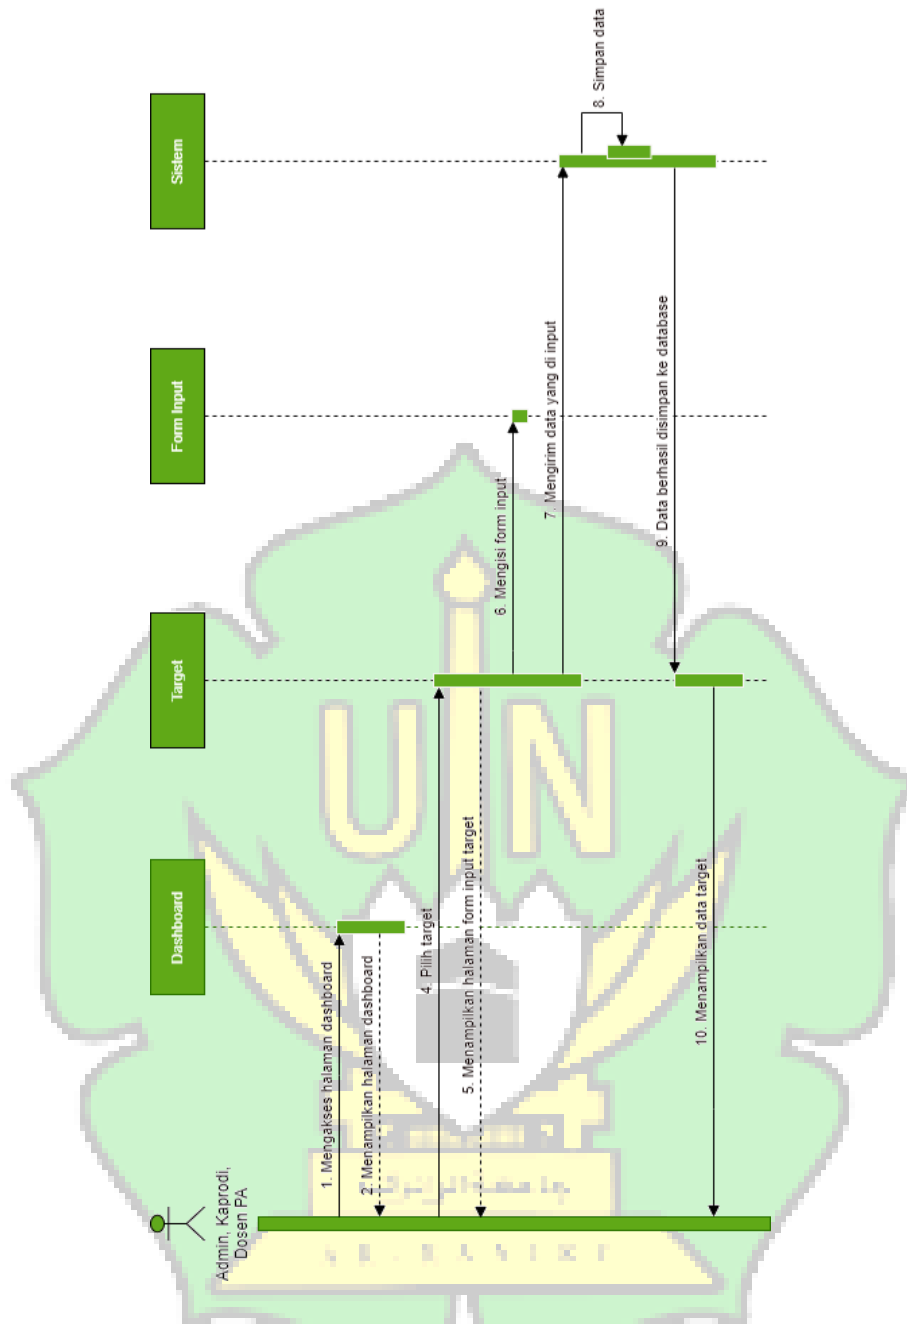 Admin, Kaprodi,
Dosen PA
Dashboard
Target
Form Input
Sistem
1. Mengakses halaman dashboard
2. Menampilkan halaman dashboard
4. Pilih target
5. Menampilkan halaman form input target
6. Mengisi form input
7. Mengirim data yang di input
8. Simpan data
9. Data berhasil disimpan ke database
10. Menampilkan data target
UIN